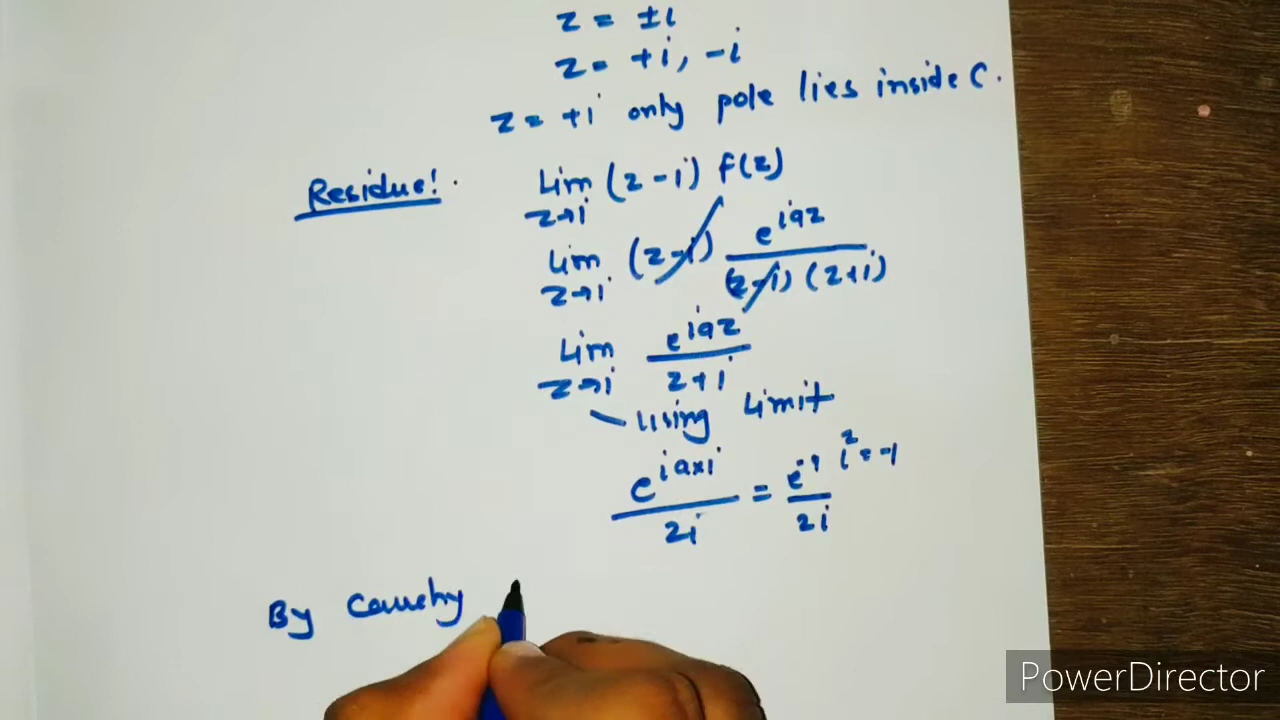 z = ±i
z = +i, -i
z = +i only pole lies inside C.
Residue!. Lim z→i (z-i) f(z)
Lim z→i (z-i) e^iaz / (z-i)(z+i)
Lim z→i e^iaz / z+i
using Limit
e^iaxi / 2i = e^-a / 2i i²=-1
By Cauchy
PowerDirector